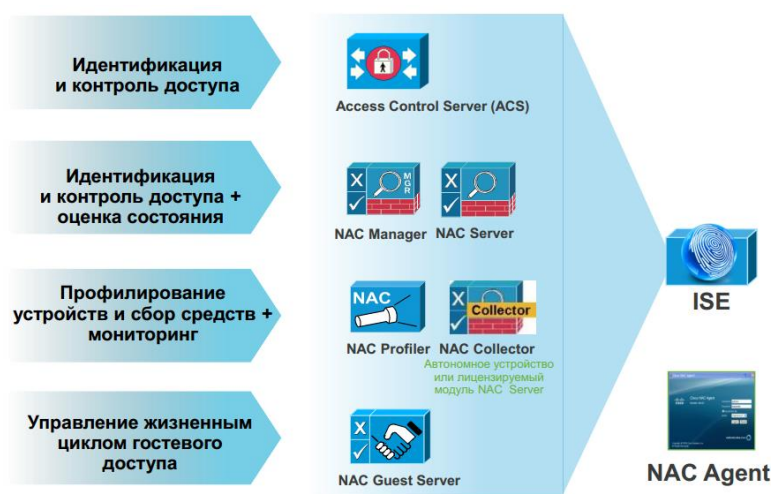 Идентификация
и контроль доступа
Access Control Server (ACS)
Идентификация
и контроль доступа +
оценка состояния
MGR
NAC Manager
NAC Server
Профилирование
устройств и сбор средств +
мониторинг
NAC
Collector
NAC Profiler
NAC Collector
Автономное устройство
или лицензируемый
модуль NAC Server
Управление жизненным
циклом гостевого
доступа
NAC Guest Server
ISE
NAC Agent